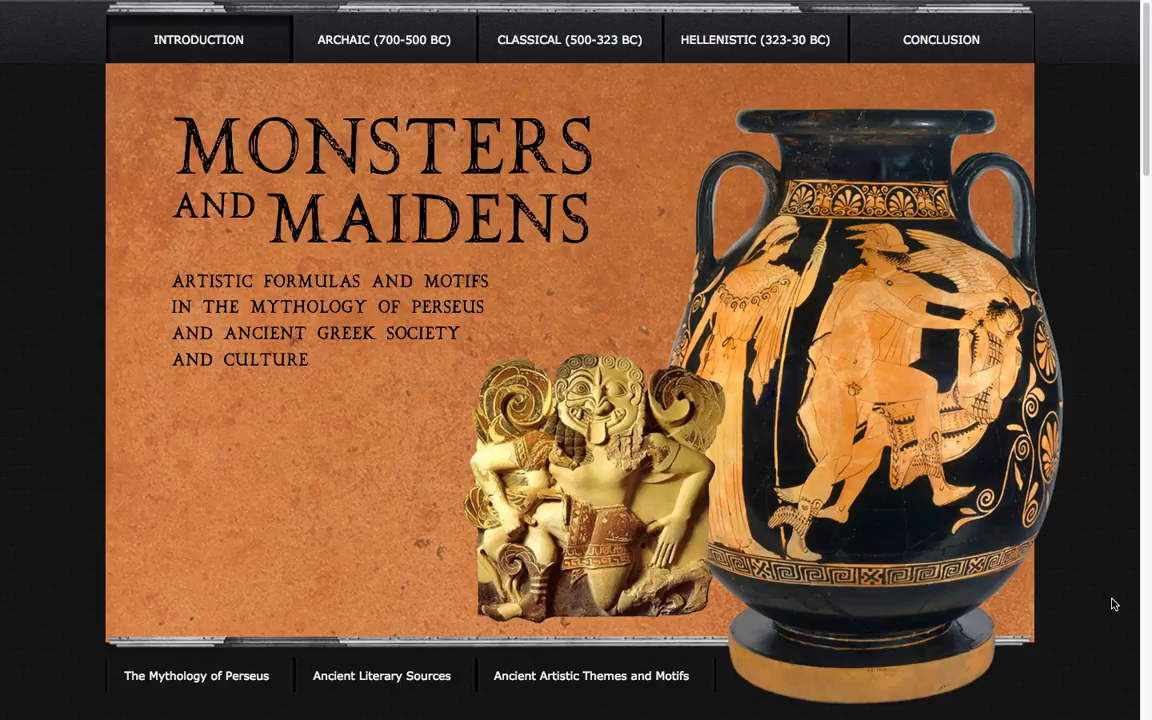 INTRODUCTION
ARCHAIC (700-500 BC)
CLASSICAL (500-323 BC)
HELLENISTIC (323-30 BC)
CONCLUSION
MONSTERS
AND MAIDENS
ARTISTIC FORMULAS AND MOTIFS
IN THE MYTHOLOGY OF PERSEUS
AND ANCIENT GREEK SOCIETY
AND CULTURE
The Mythology of Perseus
Ancient Literary Sources
Ancient Artistic Themes and Motifs